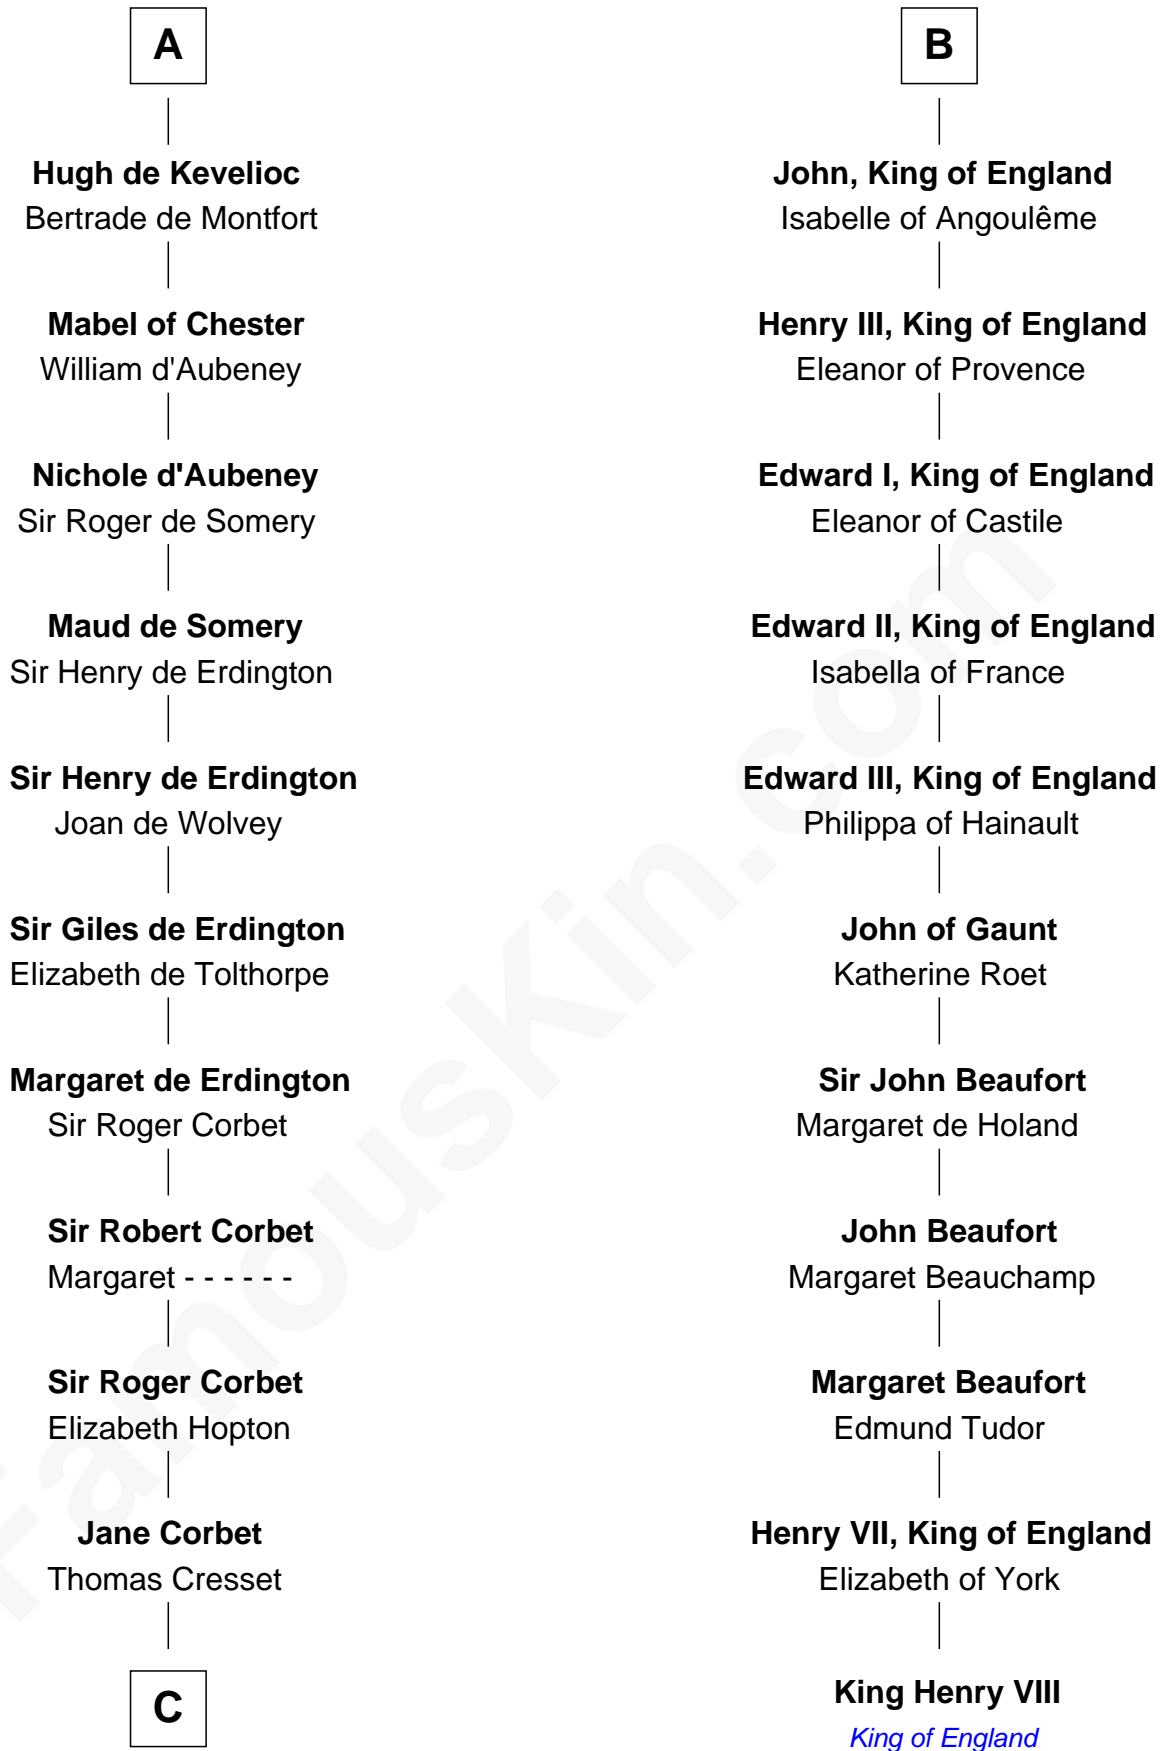 A
Hugh de Kevelioc
Bertrade de Montfort
Mabel of Chester
William d'Aubeney
Nichole d'Aubeney
Sir Roger de Somery
Maud de Somery
Sir Henry de Erdington
Sir Henry de Erdington
Joan de Wolvey
Sir Giles de Erdington
Elizabeth de Tolthorpe
Margaret de Erdington
Sir Roger Corbet
Sir Robert Corbet
Margaret - - - - - -
Sir Roger Corbet
Elizabeth Hopton
Jane Corbet
Thomas Cresset
C
B
John, King of England
Isabelle of Angoulême
Henry III, King of England
Eleanor of Provence
Edward I, King of England
Eleanor of Castile
Edward II, King of England
Isabella of France
Edward III, King of England
Philippa of Hainault
John of Gaunt
Katherine Roet
Sir John Beaufort
Margaret de Holand
John Beaufort
Margaret Beauchamp
Margaret Beaufort
Edmund Tudor
Henry VII, King of England
Elizabeth of York
King Henry VIII
King of England
FamousKin.com